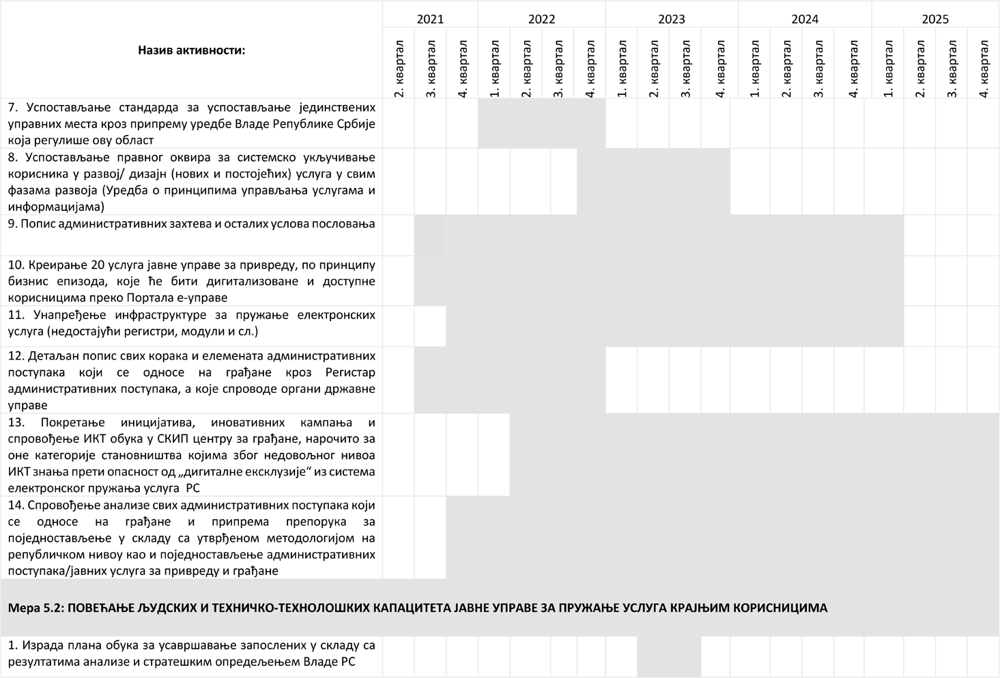 2021 2022 2023 2024 2025
Назив активности:
2. квартал
3. квартал
4. квартал
1. квартал
2. квартал
3. квартал
4. квартал
1. квартал
2. квартал
3. квартал
4. квартал
1. квартал
2. квартал
3. квартал
4. квартал
1. квартал
2. квартал
3. квартал
4. квартал
7. Успостављање стандарда за успостављање јединствених
управних места кроз припрему уредбе Владе Републике Србије
која регулише ову област
8. Успостављање правног оквира за системско укључивање
корисника у развој/ дизајн (нових и постојећих) услуга у свим
фазама развоја (Уредба о принципима управљања услугама и
информацијама)
9. Попис административних захтева и осталих услова пословања
10. Креирање 20 услуга јавне управе за привреду, по принципу
бизнис епизода, које ће бити дигитализоване и доступне
корисницима преко Портала е-управе
11. Унапређење инфраструктуре за пружање електронских
услуга (недостајући регистри, модули и сл.)
12. Детаљан попис свих корака и елемената административних
поступака који се односе на грађане кроз Регистар
административних поступака, а које спроводе органи државне
управе
13. Покретање иницијатива, иновативних кампања и
спровођење ИКТ обука у СКИП центру за грађане, нарочито за
оне категорије становништва којима због недовољног нивоа
ИКТ знања прети опасност од „дигиталне ексклузије“ из система
електронског пружања услуга РС
14. Спровођење анализе свих административних поступака који
се односе на грађане и припрема препорука за
поједностављење у складу са утврђеном методологијом на
републичком нивоу као и поједностављење административних
поступака/јавних услуга за привреду и грађане
Мера 5.2: ПОВЕЋАЊЕ ЉУДСКИХ И ТЕХНИЧКО-ТЕХНОЛОШКИХ КАПАЦИТЕТА ЈАВНЕ УПРАВЕ ЗА ПРУЖАЊЕ УСЛУГА КРАЈЊИМ КОРИСНИЦИМА
1. Израда плана обука за усавршавање запослених у складу са
резултатима анализе и стратешким опредељењем Владе РС